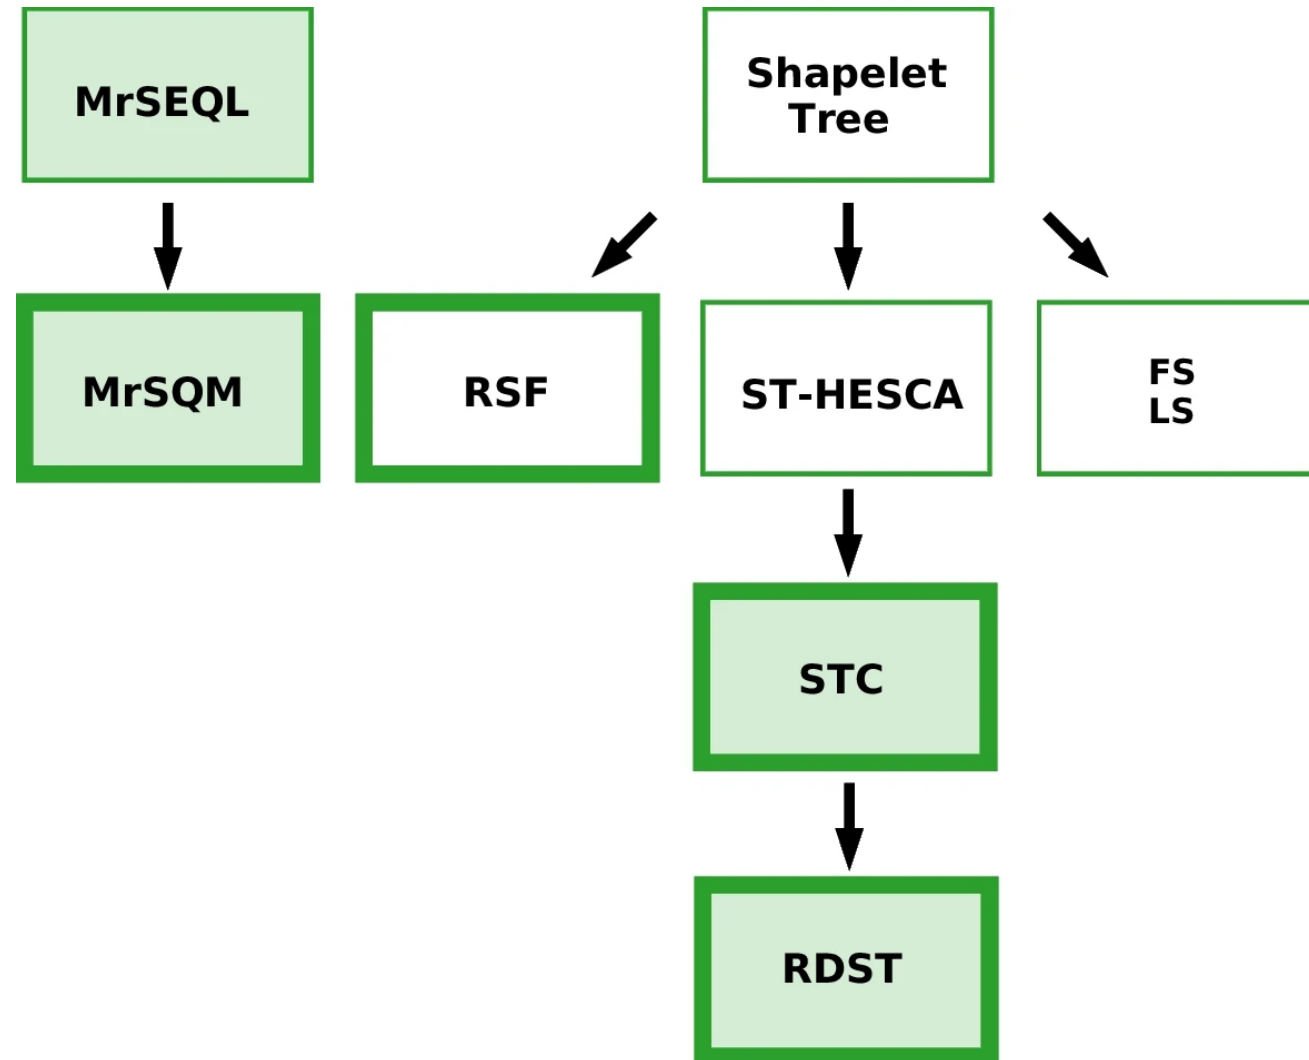 MrSEQL
Shapelet
Tree
MrSQM
RSF
ST-HESCA
FS
LS
STC
RDST